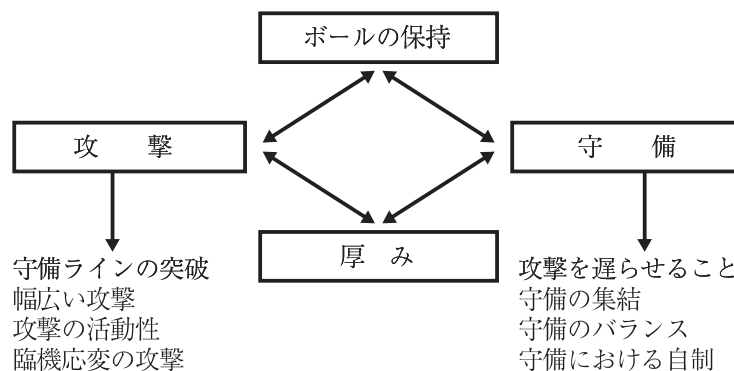 ボールの保持
攻 撃
守 備
厚 み
守備ラインの突破
幅広い攻撃
攻撃の活動性
臨機応変の攻撃
攻撃を遅らせること
守備の集結
守備のバランス
守備における自制